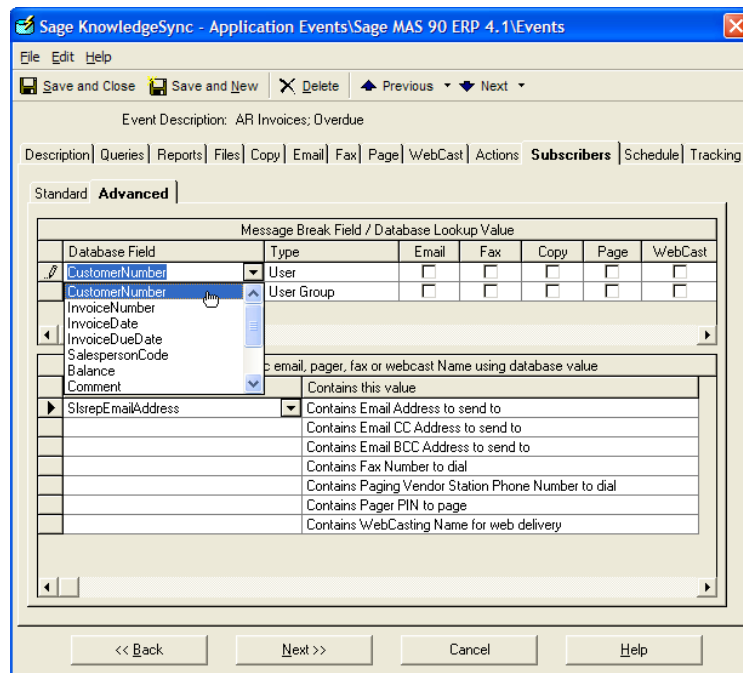 Sage KnowledgeSync - Application Events\Sage MAS 90 ERP 4.1\Events
File Edit Help
Save and Close Save and New Delete Previous Next
Event Description: AR Invoices; Overdue
Description Queries Reports Files Copy Email Fax Page WebCast Actions Subscribers Schedule Tracking
Standard Advanced
Message Break Field / Database Lookup Value
Database Field Type Email Fax Copy Page WebCast
CustomerNumber User
CustomerNumber User Group
InvoiceNumber
InvoiceDate
InvoiceDueDate
SalespersonCode
Balance
Comment
email, pager, fax or webcast Name using database value
Contains this value
SlsrepEmailAddress Contains Email Address to send to
Contains Email CC Address to send to
Contains Email BCC Address to send to
Contains Fax Number to dial
Contains Paging Vendor Station Phone Number to dial
Contains Pager PIN to page
Contains WebCasting Name for web delivery
<< Back Next >> Cancel Help